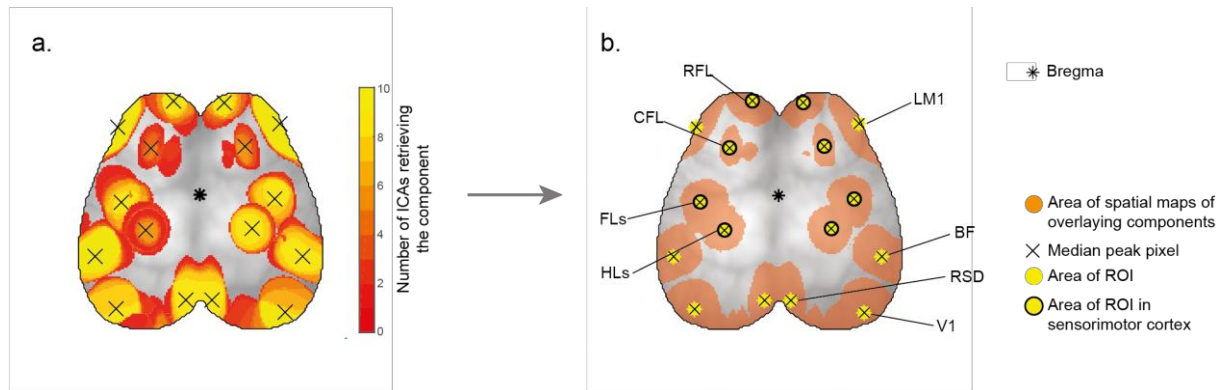 a.
10
8
6
4
2
0
Number of ICAs retrieving
the component
b.
RFL
LM1
CFL
FLs
BF
HLs
RSD
V1
Bregma
Area of spatial maps of
overlaying components
Median peak pixel
Area of ROI
Area of ROI in
sensorimotor cortex